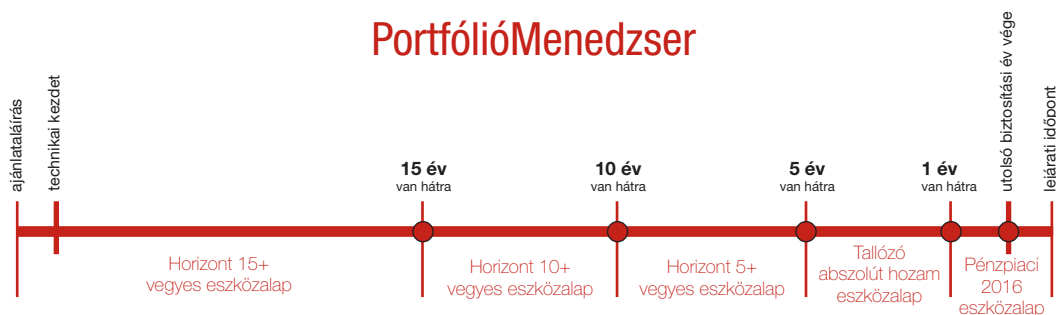 PortfólióMenedzser
ajánlataláírás
technikai kezdet
15 év
van hátra
10 év
van hátra
5 év
van hátra
1 év
van hátra
utolsó biztosítási év vége
lejárati időpont
Horizont 15+
vegyes eszközalap
Horizont 10+
vegyes eszközalap
Horizont 5+
vegyes eszközalap
Tallózó
abszolút hozam
eszközalap
Pénzpiaci
2016
eszközalap